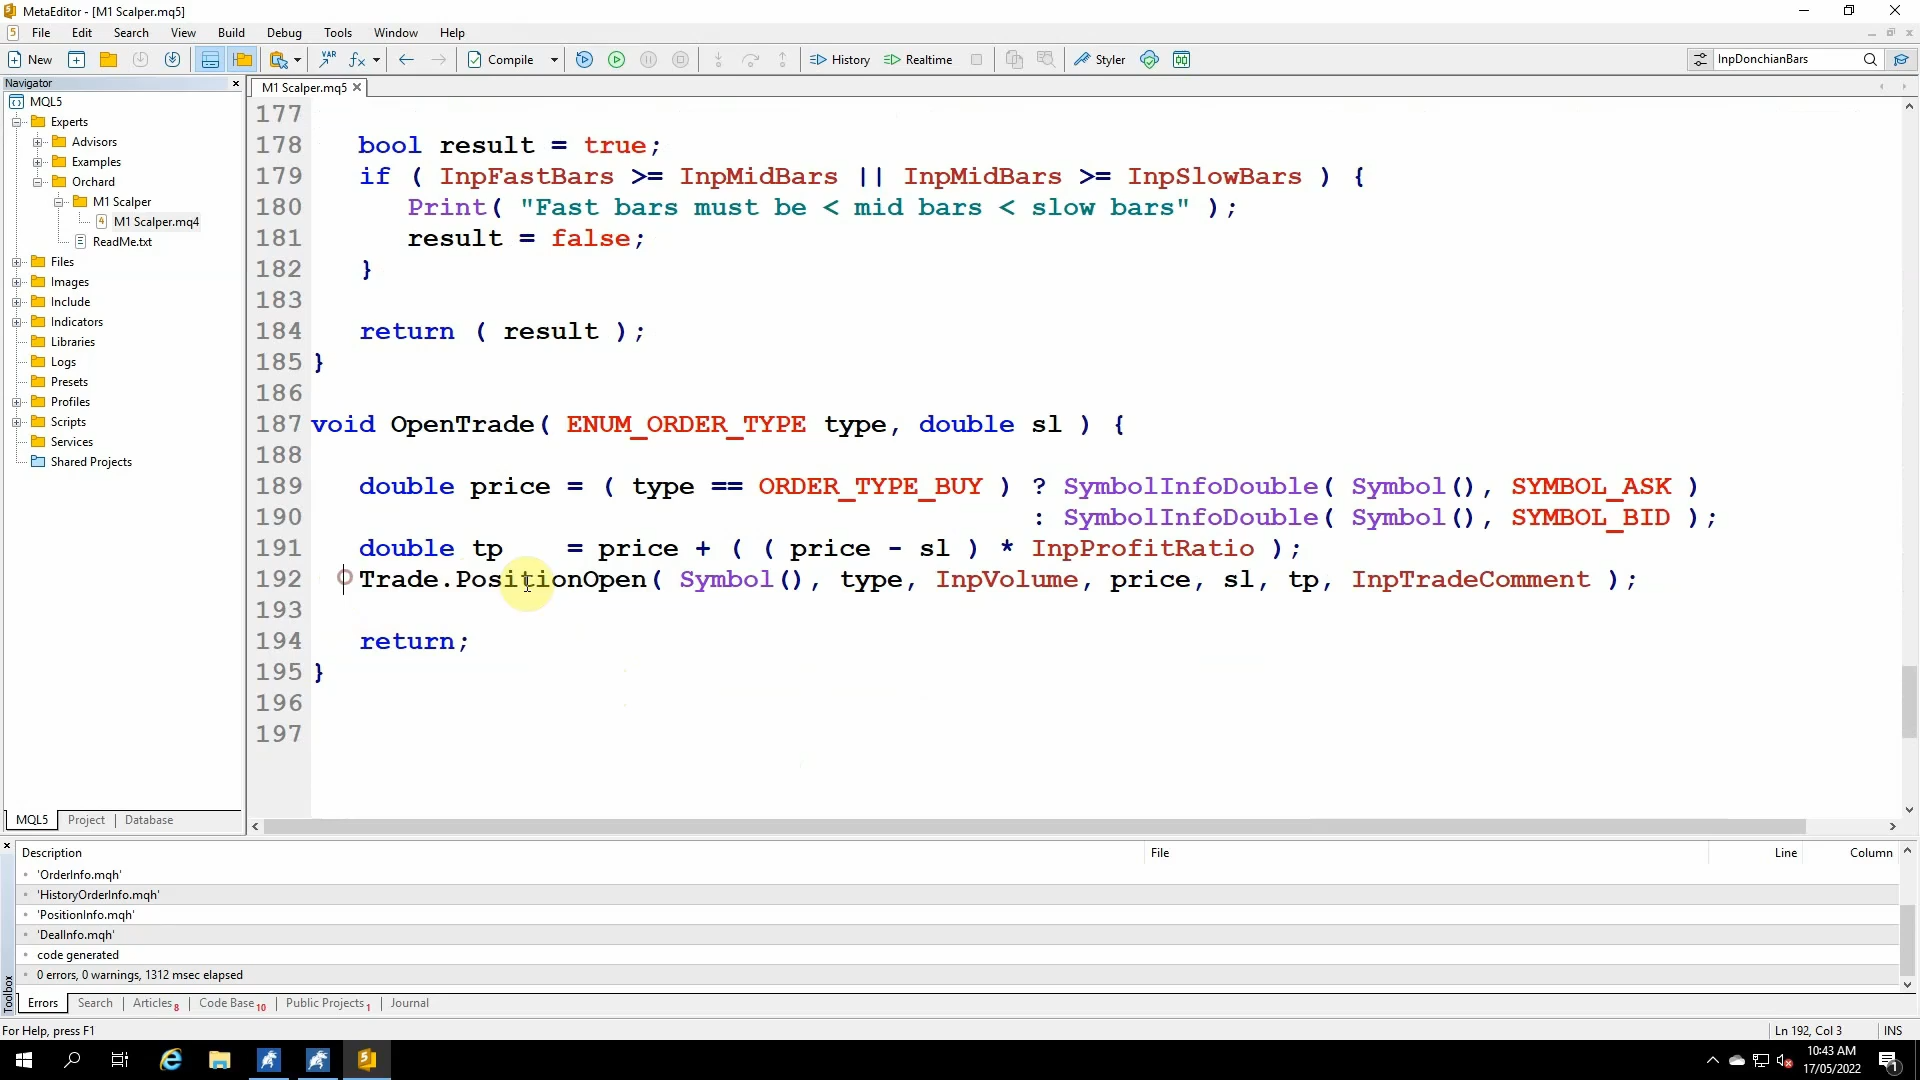 MetaEditor - [M1 Scalper.mq5]
File Edit Search View Build Debug Tools Window Help
New VAR Compile History Realtime Styler InpDonchianBars
Navigator
MQL5
Experts
Advisors
Examples
Orchard
M1 Scalper
M1 Scalper.mq4
ReadMe.txt
Files
Images
Include
Indicators
Libraries
Logs
Presets
Profiles
Scripts
Services
Shared Projects
MQL5 Project Database
M1 Scalper.mq5
177
178 bool result = true;
179 if ( InpFastBars >= InpMidBars || InpMidBars >= InpSlowBars ) {
180 Print( "Fast bars must be < mid bars < slow bars" );
181 result = false;
182 }
183
184 return ( result );
185 }
186
187 void OpenTrade( ENUM_ORDER_TYPE type, double sl ) {
188
189 double price = ( type == ORDER_TYPE_BUY ) ? SymbolInfoDouble( Symbol(), SYMBOL_ASK )
190 : SymbolInfoDouble( Symbol(), SYMBOL_BID );
191 double tp = price + ( ( price - sl ) * InpProfitRatio );
192 Trade.PositionOpen( Symbol(), type, InpVolume, price, sl, tp, InpTradeComment );
193
194 return;
195 }
196
197
Description File Line Column
'OrderInfo.mqh'
'HistoryOrderInfo.mqh'
'PositionInfo.mqh'
'DealInfo.mqh'
code generated
0 errors, 0 warnings, 1312 msec elapsed
Toolbox
Errors Search Articles 8 Code Base 10 Public Projects 1 Journal
For Help, press F1 Ln 192, Col 3 INS
10:43 AM
17/05/2022
1